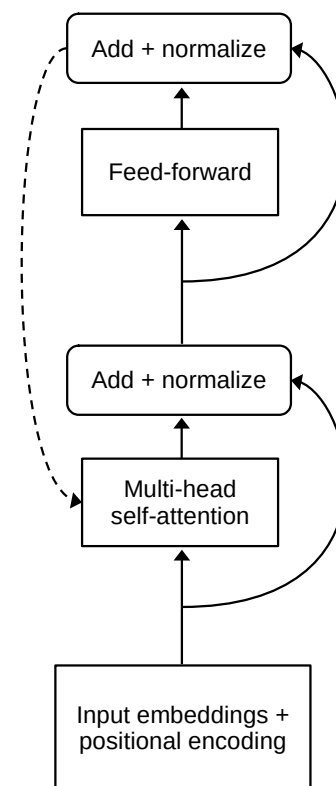 Add + normalize
Feed-forward
Add + normalize
Multi-head
self-attention
Input embeddings +
positional encoding